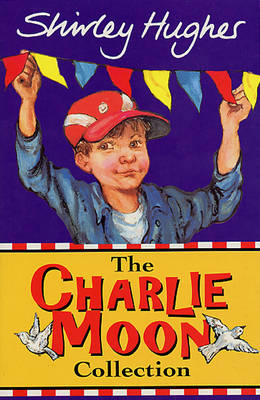 Shirley Hughes
The
CHARLIE
MOON
Collection